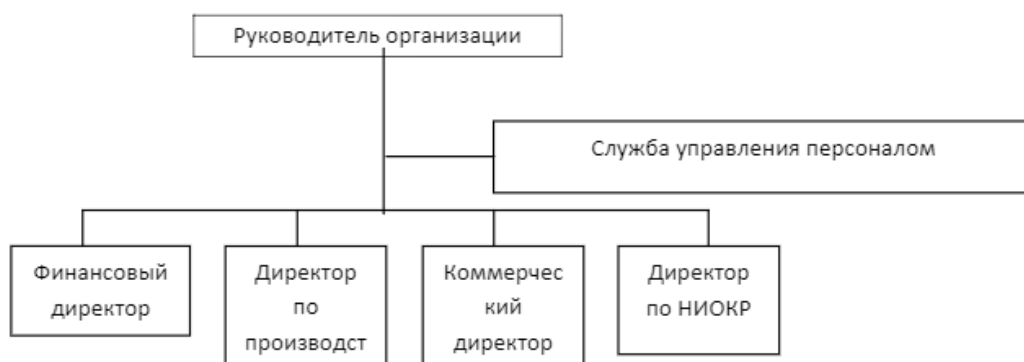 Руководитель организации
Служба управления персоналом
Финансовый
директор
Директор
по
производст
Коммерчес
кий
директор
Директор
по НИОКР